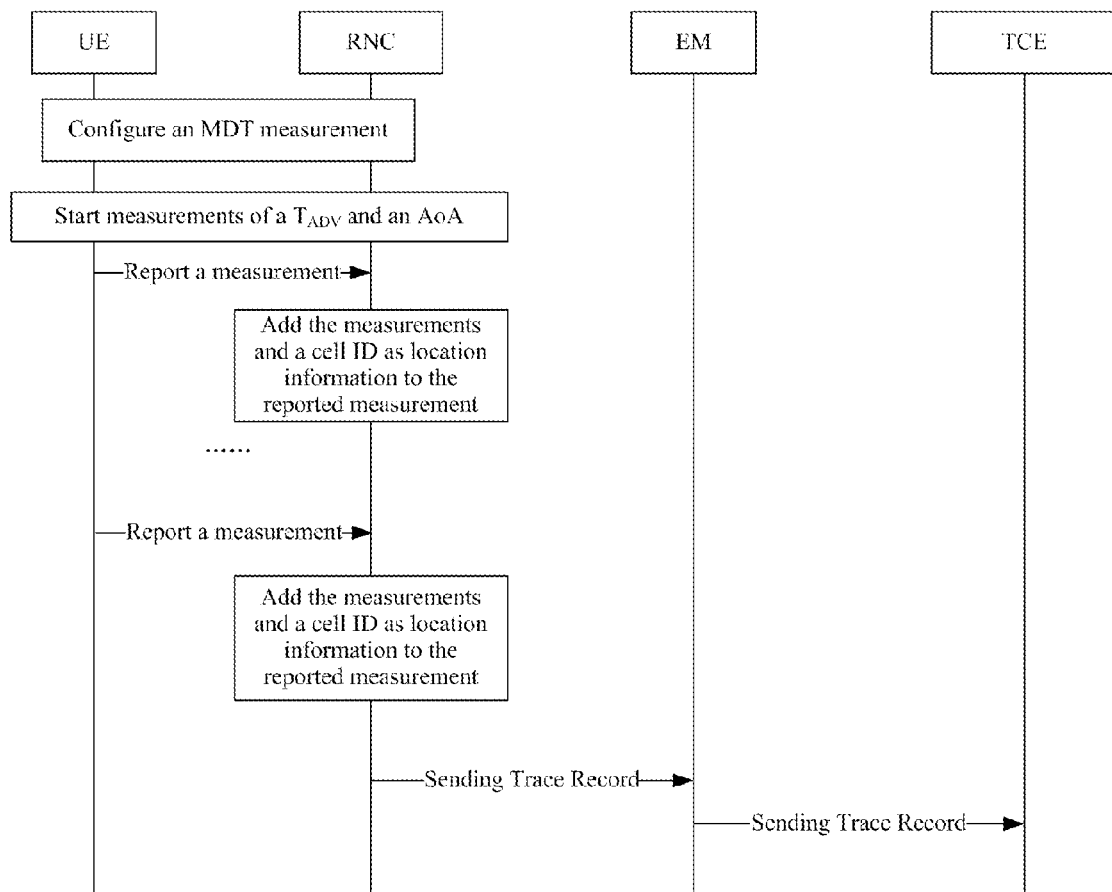 UE
RNC
EM
TCE
Configure an MDT measurement
Start measurements of a TADV and an AoA
Report a measurement
Add the measurements
and a cell ID as location
information to the
reported measurement
......
Report a measurement
Add the measurements
and a cell ID as location
information to the
reported measurement
Sending Trace Record
Sending Trace Record